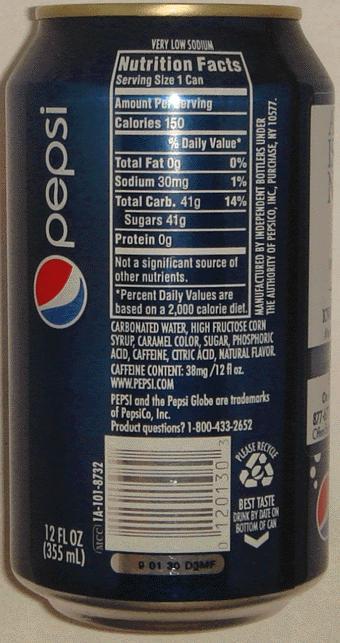 VERY LOW SODIUM
Nutrition Facts
Serving Size 1 Can
Amount Per Serving
Calories 150
% Daily Value*
Total Fat 0g 0%
Sodium 30mg 1%
Total Carb. 41g 14%
Sugars 41g
Protein 0g
Not a significant source of
other nutrients.
*Percent Daily Values are
based on a 2,000 calorie diet.
MANUFACTURED BY INDEPENDENT BOTTLERS UNDER
THE AUTHORITY OF PEPSICO, INC., PURCHASE, NY 10577.
CARBONATED WATER, HIGH FRUCTOSE CORN
SYRUP, CARAMEL COLOR, SUGAR, PHOSPHORIC
ACID, CAFFEINE, CITRIC ACID, NATURAL FLAVOR.
CAFFEINE CONTENT: 38mg/12 fl oz.
WWW.PEPSI.COM
PEPSI and the Pepsi Globe are trademarks
of PepsiCo, Inc.
Product questions? 1-800-433-2652
pepsi
12 FL OZ
(355 mL)
1A-101-8732
0 120130 3
PLEASE RECYCLE
BEST TASTE
DRINK BY DATE ON
BOTTOM OF CAN
9 01 30 D3MF